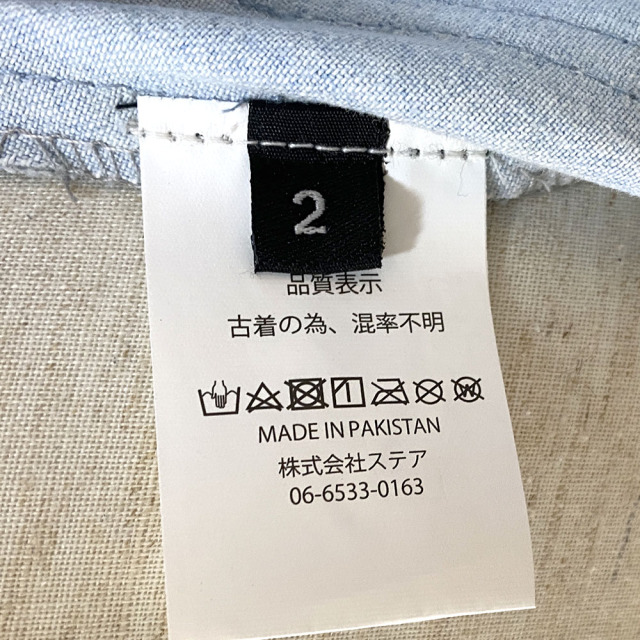 2
品質表示
古着の為、混率不明
MADE IN PAKISTAN
株式会社ステア
06-6533-0163